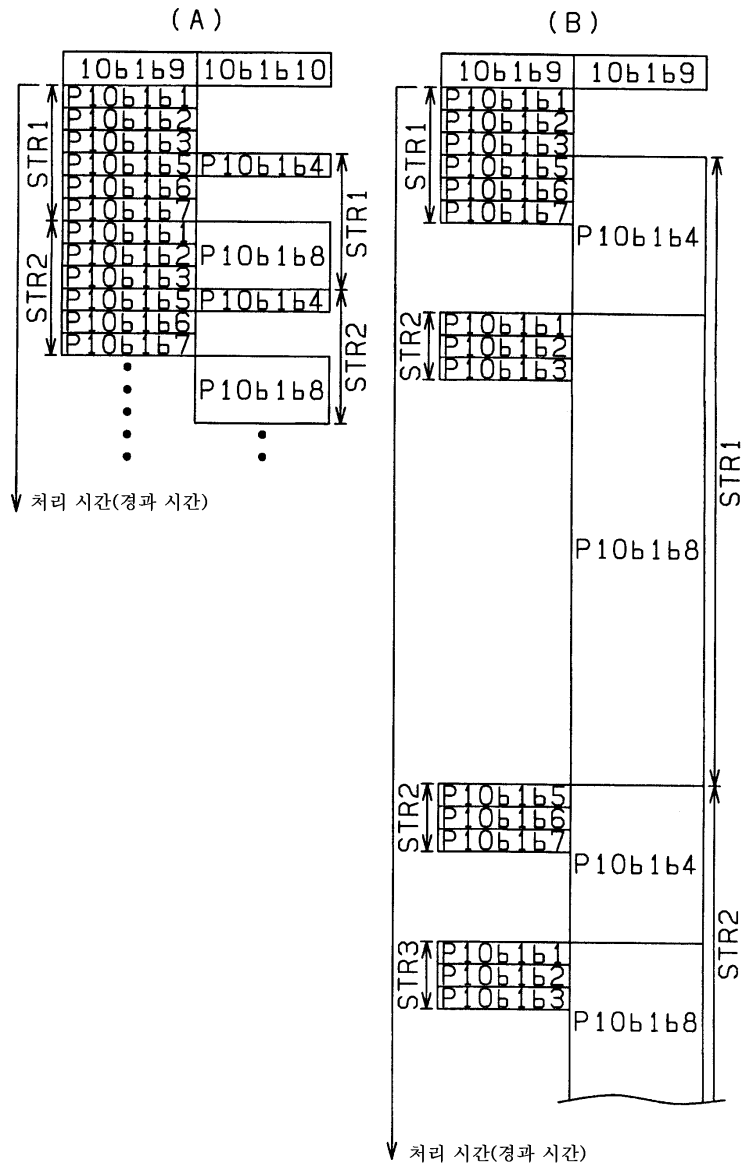 (A)
10b1b9 10b1b10
P10b1b1
P10b1b2
P10b1b3
P10b1b5 P10b1b4
P10b1b6
P10b1b7
P10b1b1
P10b1b2 P10b1b8
P10b1b3
P10b1b5 P10b1b4
P10b1b6
P10b1b7
P10b1b8
STR1
STR2
STR1
STR2
처리 시간(경과 시간)
(B)
10b1b9 10b1b9
P10b1b1
P10b1b2
P10b1b3
P10b1b5
P10b1b6
P10b1b7
P10b1b4
STR1
P10b1b1
P10b1b2
P10b1b3
STR2
P10b1b8
STR1
P10b1b5
P10b1b6
P10b1b7
STR2
P10b1b4
P10b1b1
P10b1b2
P10b1b3
STR3
P10b1b8
STR2
처리 시간(경과 시간)